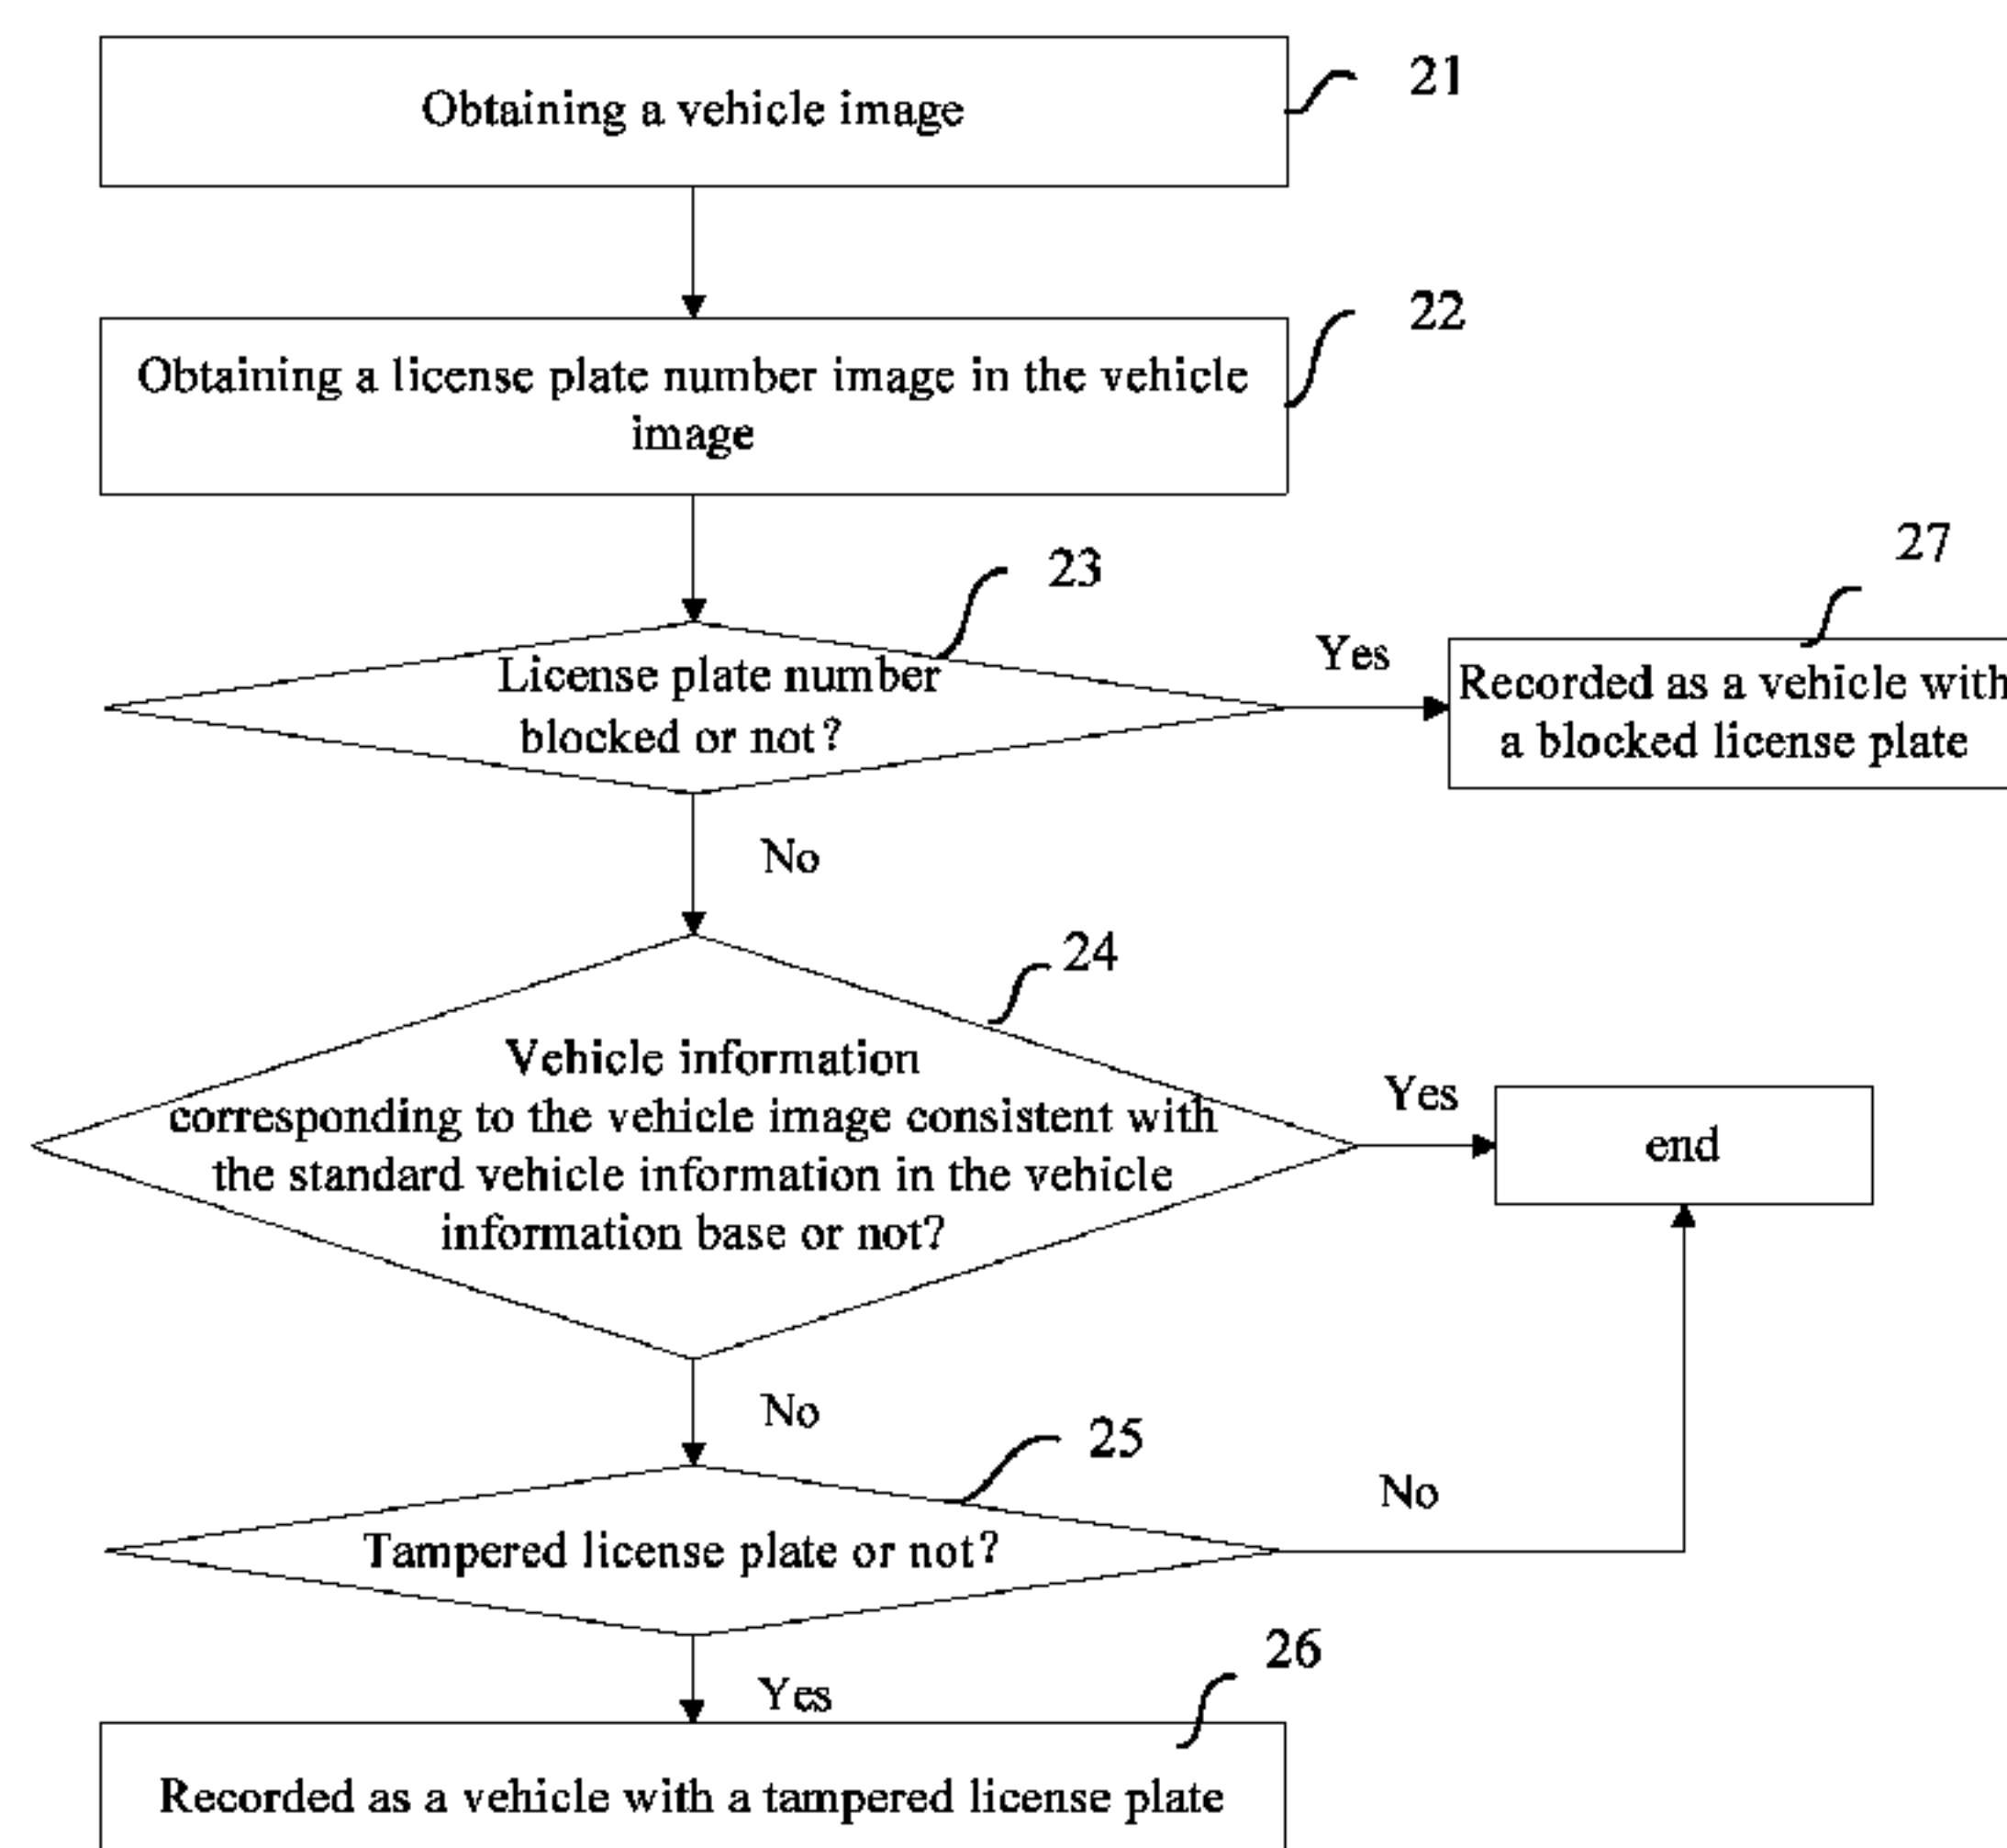 Obtaining a vehicle image
21
Obtaining a license plate number image in the vehicle
image
22
License plate number
blocked or not?
23
Yes
Recorded as a vehicle with
a blocked license plate
27
No
Vehicle information
corresponding to the vehicle image consistent with
the standard vehicle information in the vehicle
information base or not?
24
Yes
end
No
Tampered license plate or not?
25
No
Yes
Recorded as a vehicle with a tampered license plate
26